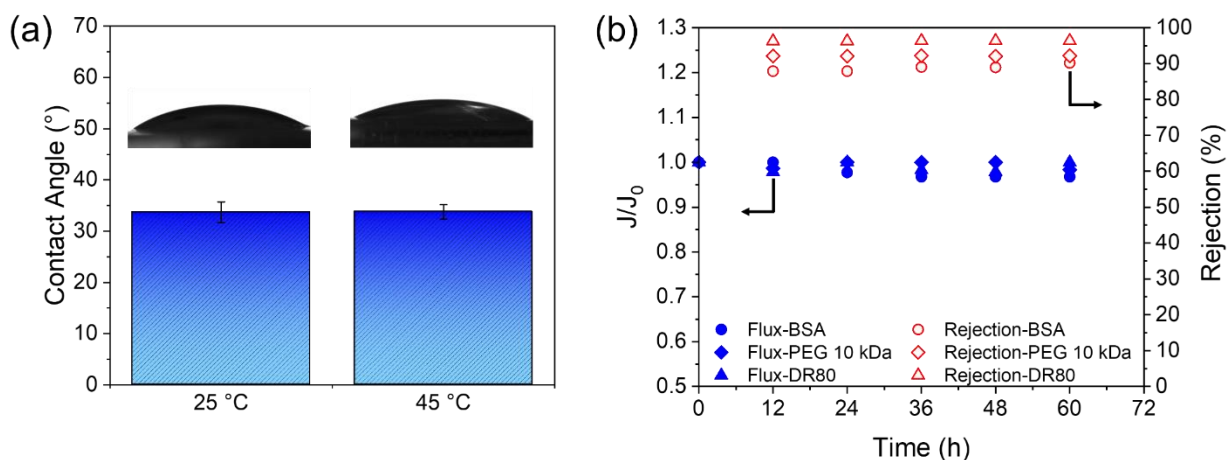 (a)
Contact Angle (°)
70
60
50
40
30
20
10
0
25 °C
45 °C
(b)
J/J₀
1.3
1.2
1.1
1.0
0.9
0.8
0.7
0.6
0.5
Flux-BSA
Flux-PEG 10 kDa
Flux-DR80
Rejection-BSA
Rejection-PEG 10 kDa
Rejection-DR80
0 12 24 36 48 60 72
Time (h)
100
90
80
70
60
50
40
30
20
10
0
Rejection (%)